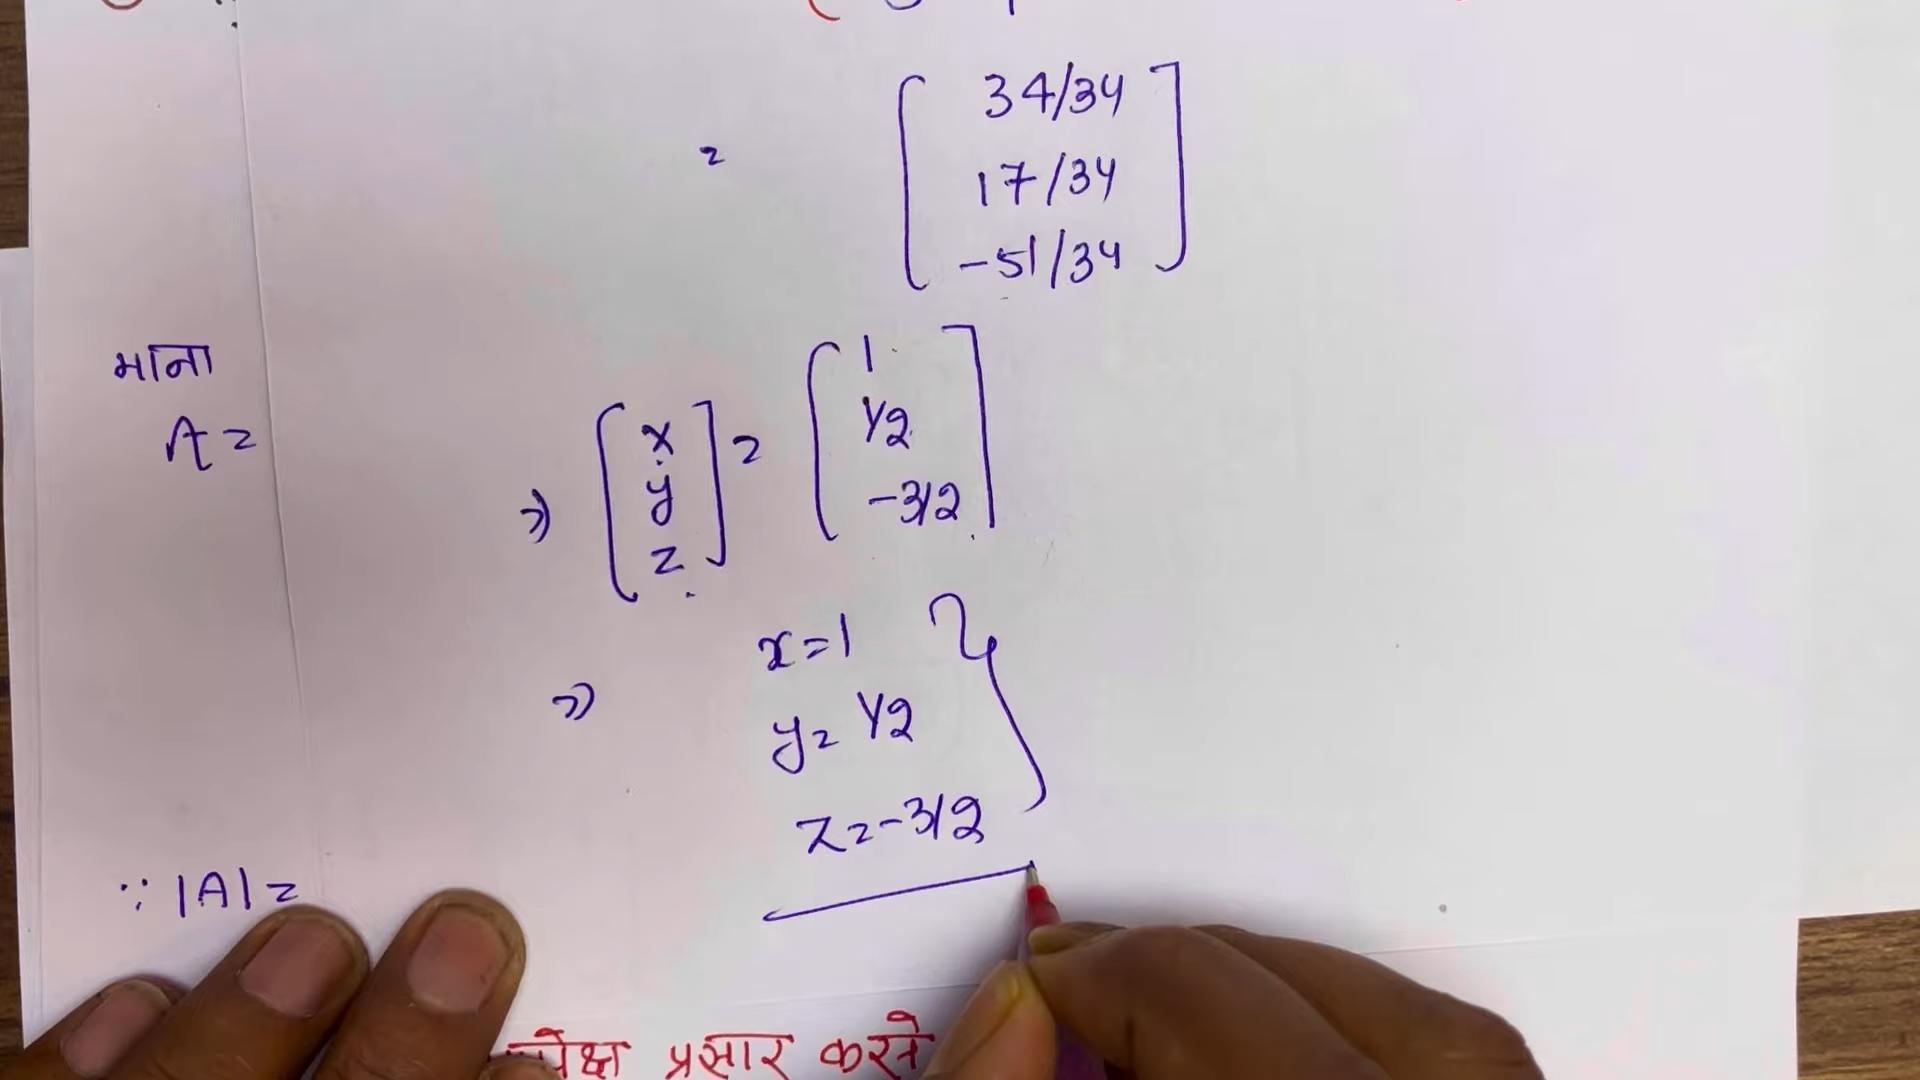 = [ 34/34
17/34
-51/34 ]
माना
A =
⇒ [ x
y
z ] = [ 1
1/2
-3/2 ]
⇒ x=1
y= 1/2
z=-3/2 }
∵ |A| =
प्रसार करने